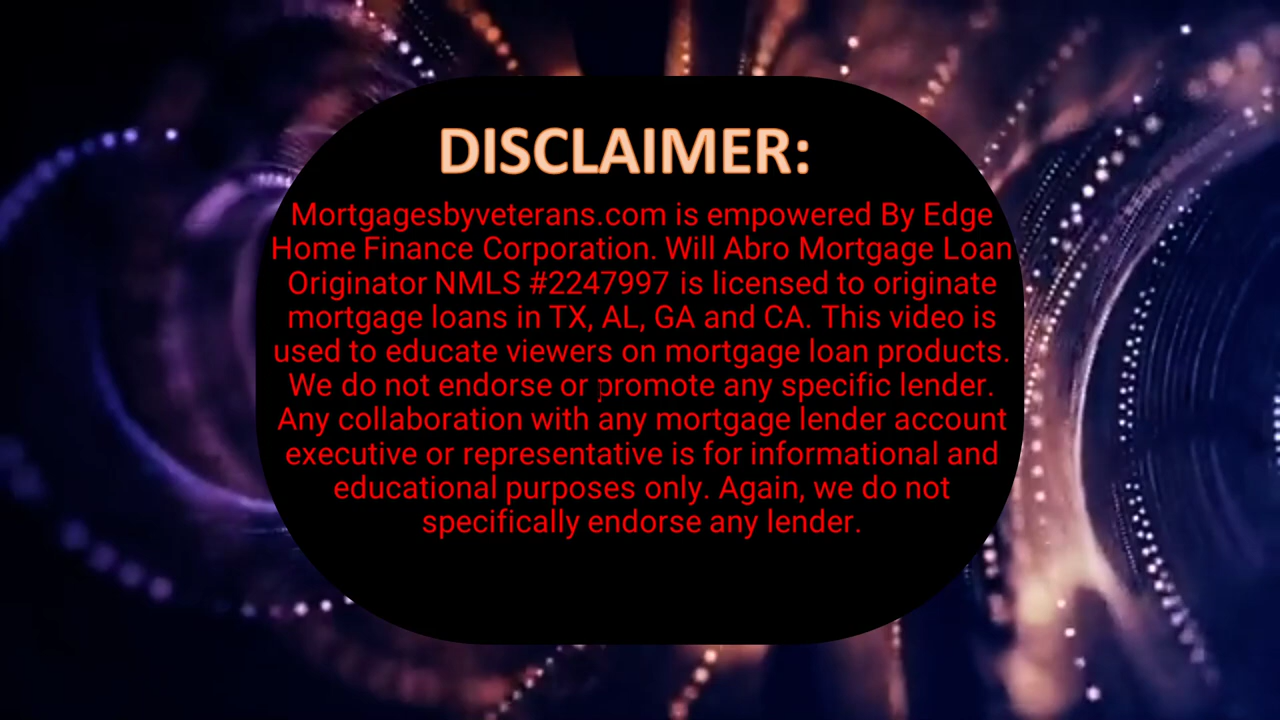 DISCLAIMER:
Mortgagesbyveterans.com is empowered By Edge
Home Finance Corporation. Will Abro Mortgage Loan
Originator NMLS #2247997 is licensed to originate
mortgage loans in TX, AL, GA and CA. This video is
used to educate viewers on mortgage loan products.
We do not endorse or promote any specific lender.
Any collaboration with any mortgage lender account
executive or representative is for informational and
educational purposes only. Again, we do not
specifically endorse any lender.